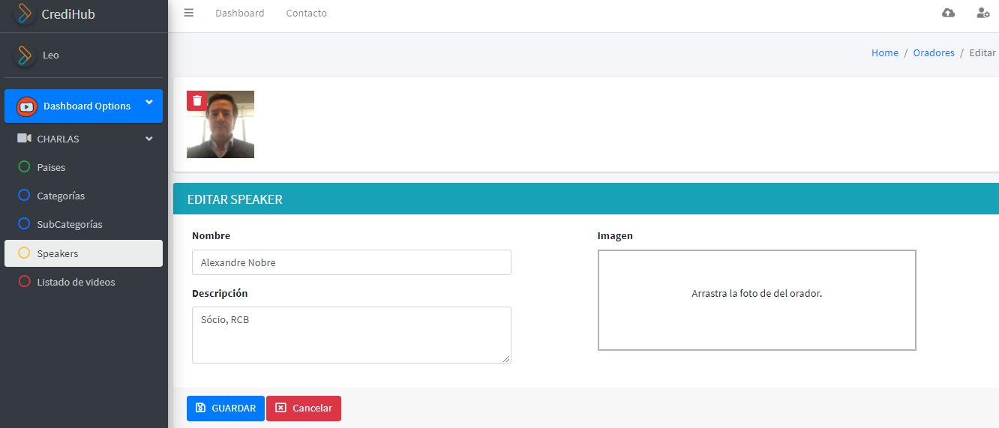 CrediHub
Dashboard
Contacto
Leo
Home / Oradores / Editar
Dashboard Options
CHARLAS
Paises
Categorías
SubCategorías
Speakers
Listado de videos
EDITAR SPEAKER
Nombre
Alexandre Nobre
Descripción
Sócio, RCB
Imagen
Arrastra la foto de del orador.
GUARDAR
Cancelar